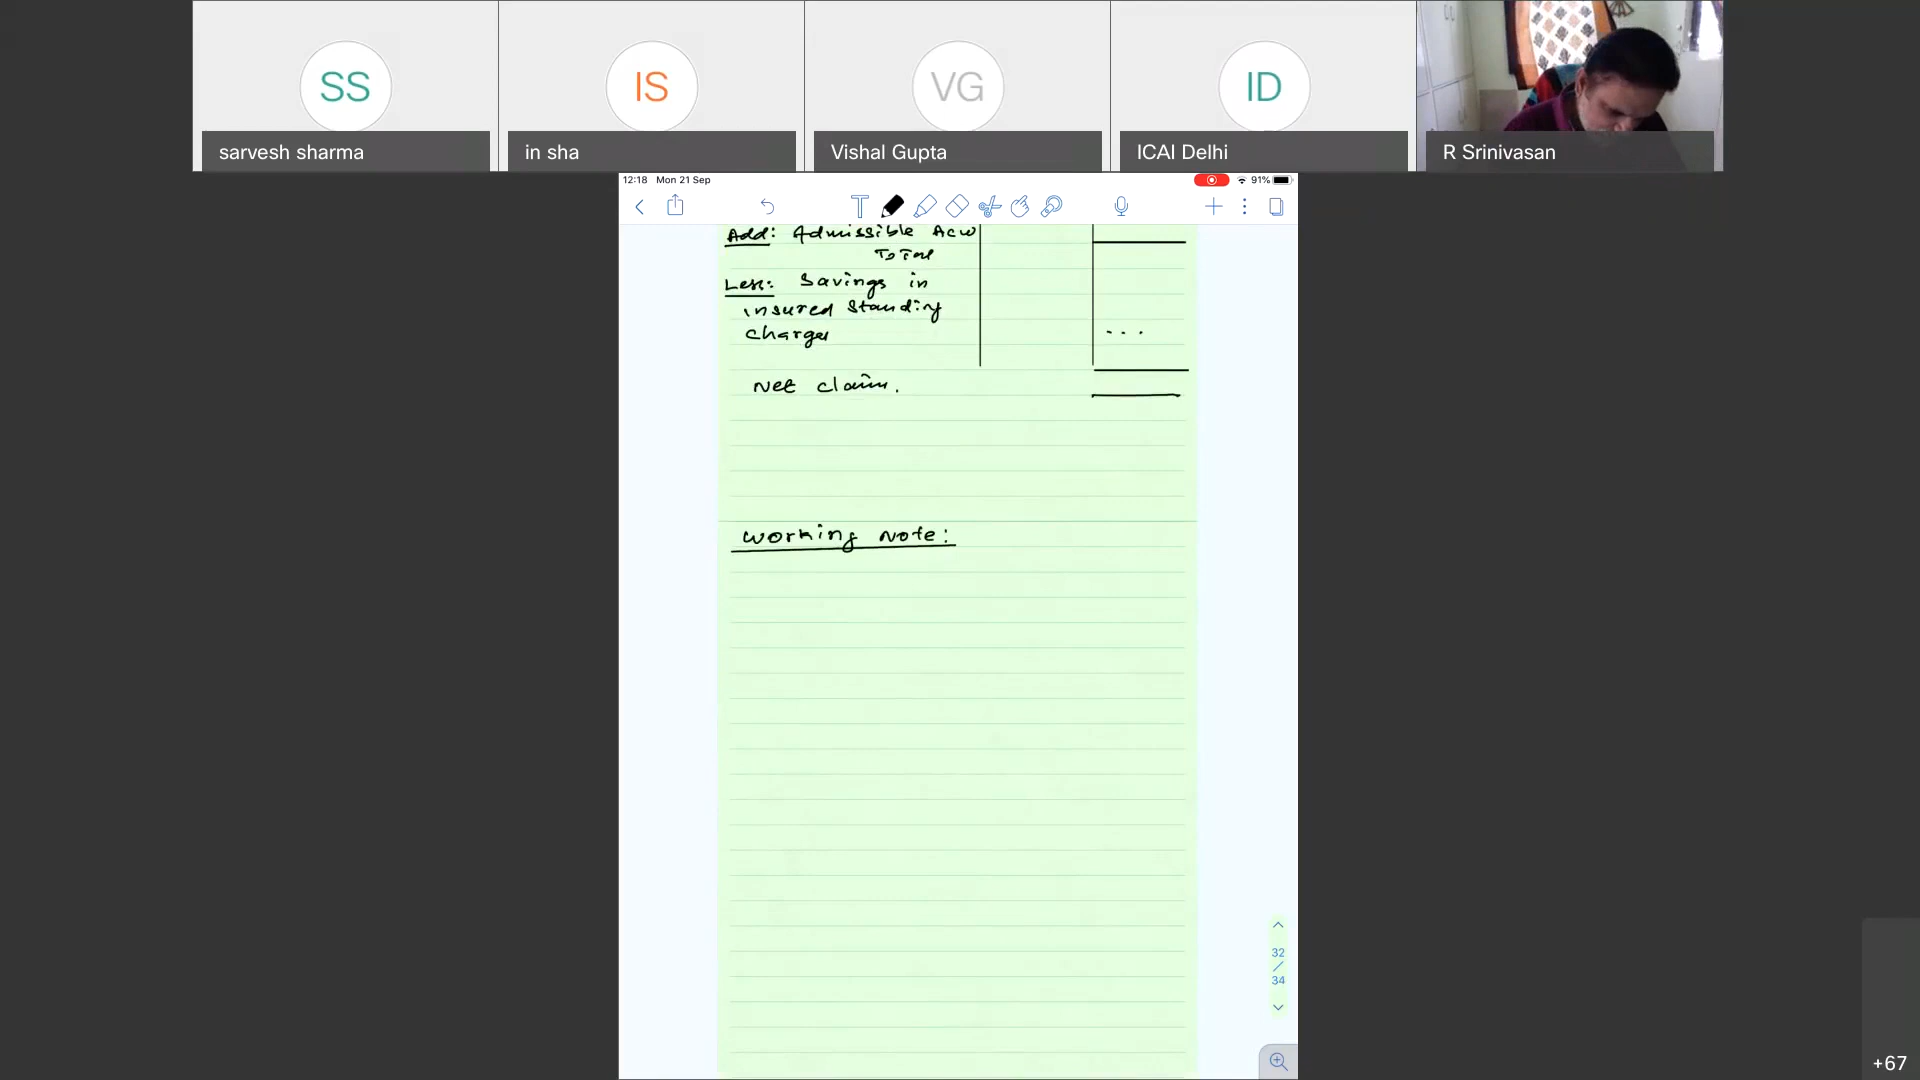 SS
IS
VG
ID
sarvesh sharma
in sha
Vishal Gupta
ICAI Delhi
R Srinivasan
12:18 Mon 21 Sep
91%
T
Add: Admissible ACW
Total
Less: Savings in
insured standing
charges
...
Net claim.
Working Note:
32
34
+67